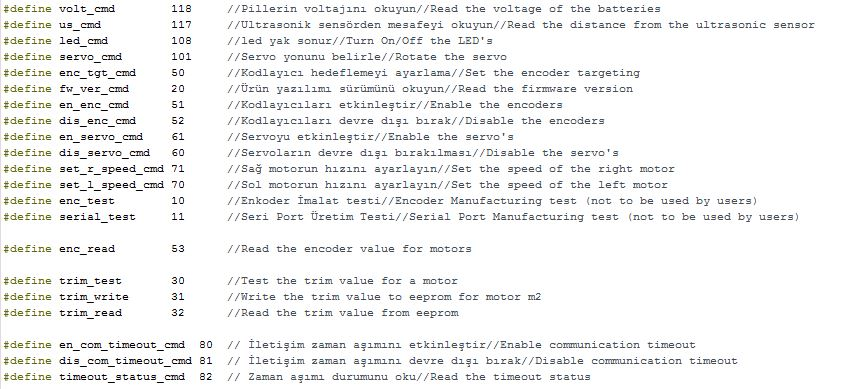 #define volt_cmd 118 //Pillerin voltajını okuyun//Read the voltage of the batteries
#define us_cmd 117 //Ultrasonik sensörden mesafeyi okuyun//Read the distance from the ultrasonic sensor
#define led_cmd 108 //led yak sonur//Turn On/Off the LED's
#define servo_cmd 101 //Servo yonunu belirle//Rotate the servo
#define enc_tgt_cmd 50 //Kodlayıcı hedeflemeyi ayarlama//Set the encoder targeting
#define fw_ver_cmd 20 //Ürün yazılımı sürümünü okuyun//Read the firmware version
#define en_enc_cmd 51 //Kodlayıcıları etkinleştir//Enable the encoders
#define dis_enc_cmd 52 //Kodlayıcıları devre dışı bırak//Disable the encoders
#define en_servo_cmd 61 //Servoyu etkinleştir//Enable the servo's
#define dis_servo_cmd 60 //Servoların devre dışı bırakılması//Disable the servo's
#define set_r_speed_cmd 71 //Sağ motorun hızını ayarlayın//Set the speed of the right motor
#define set_l_speed_cmd 70 //Sol motorun hızını ayarlayın//Set the speed of the left motor
#define enc_test 10 //Enkoder İmalat testi//Encoder Manufacturing test (not to be used by users)
#define serial_test 11 //Seri Port Üretim Testi//Serial Port Manufacturing test (not to be used by users)
#define enc_read 53 //Read the encoder value for motors
#define trim_test 30 //Test the trim value for a motor
#define trim_write 31 //Write the trim value to eeprom for motor m2
#define trim_read 32 //Read the trim value from eeprom
#define en_com_timeout_cmd 80 // İletişim zaman aşımını etkinleştir//Enable communication timeout
#define dis_com_timeout_cmd 81 // İletişim zaman aşımını devre dışı bırak//Disable communication timeout
#define timeout_status_cmd 82 // Zaman aşımı durumunu oku//Read the timeout status